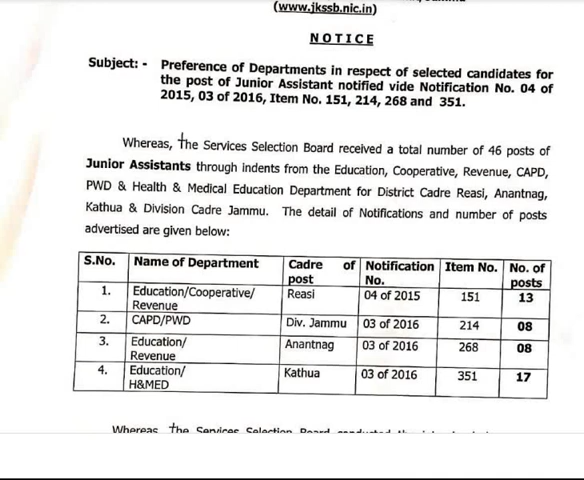 (www.jkssb.nic.in)
NOTICE
Subject: - Preference of Departments in respect of selected candidates for
the post of Junior Assistant notified vide Notification No. 04 of
2015, 03 of 2016, Item No. 151, 214, 268 and 351.
Whereas, the Services Selection Board received a total number of 46 posts of
Junior Assistants through indents from the Education, Cooperative, Revenue, CAPD,
PWD & Health & Medical Education Department for District Cadre Reasi, Anantnag,
Kathua & Division Cadre Jammu. The detail of Notifications and number of posts
advertised are given below:
S.No. Name of Department Cadre of Notification Item No. No. of
post No. posts
1. Education/Cooperative/ Reasi 04 of 2015 151 13
Revenue
2. CAPD/PWD Div. Jammu 03 of 2016 214 08
3. Education/ Anantnag 03 of 2016 268 08
Revenue
4. Education/ Kathua 03 of 2016 351 17
H&MED
Whereas the Services Selection Board